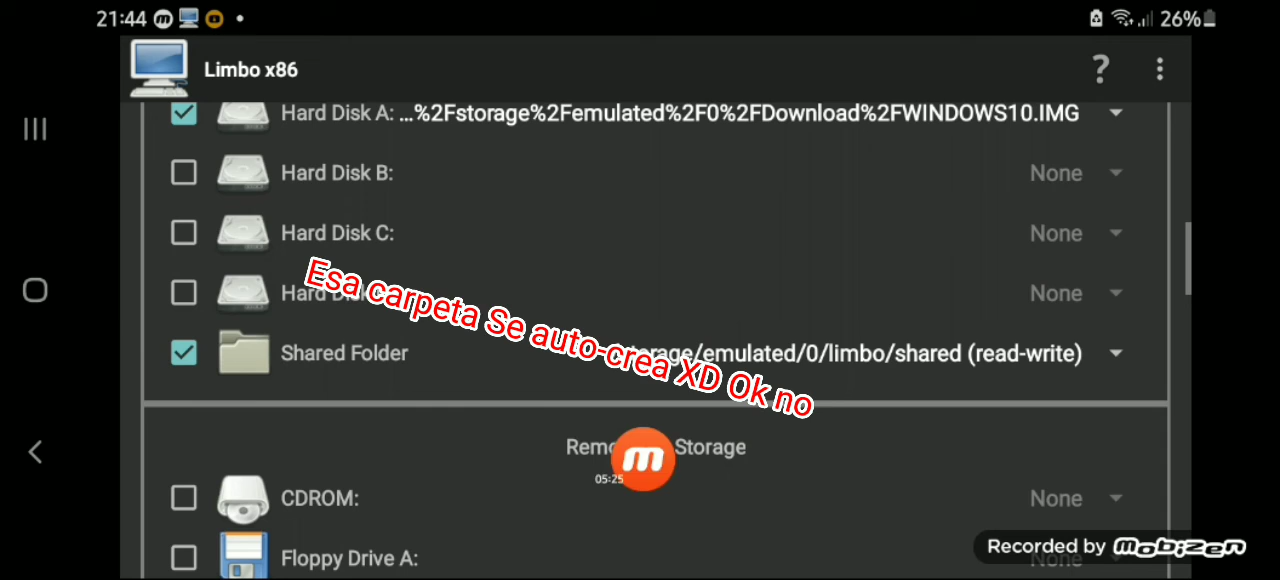 21:44
26%
Limbo x86
?
Hard Disk A: ...%2Fstorage%2Femulated%2F0%2FDownload%2FWINDOWS10.IMG
Hard Disk B: None
Hard Disk C: None
Hard None
Esa carpeta Se auto-crea XD Ok no
Shared Folder /emulated/0/limbo/shared (read-write)
Storage
m
05:25
CDROM: None
Recorded by Mobizen
Floppy Drive A: None